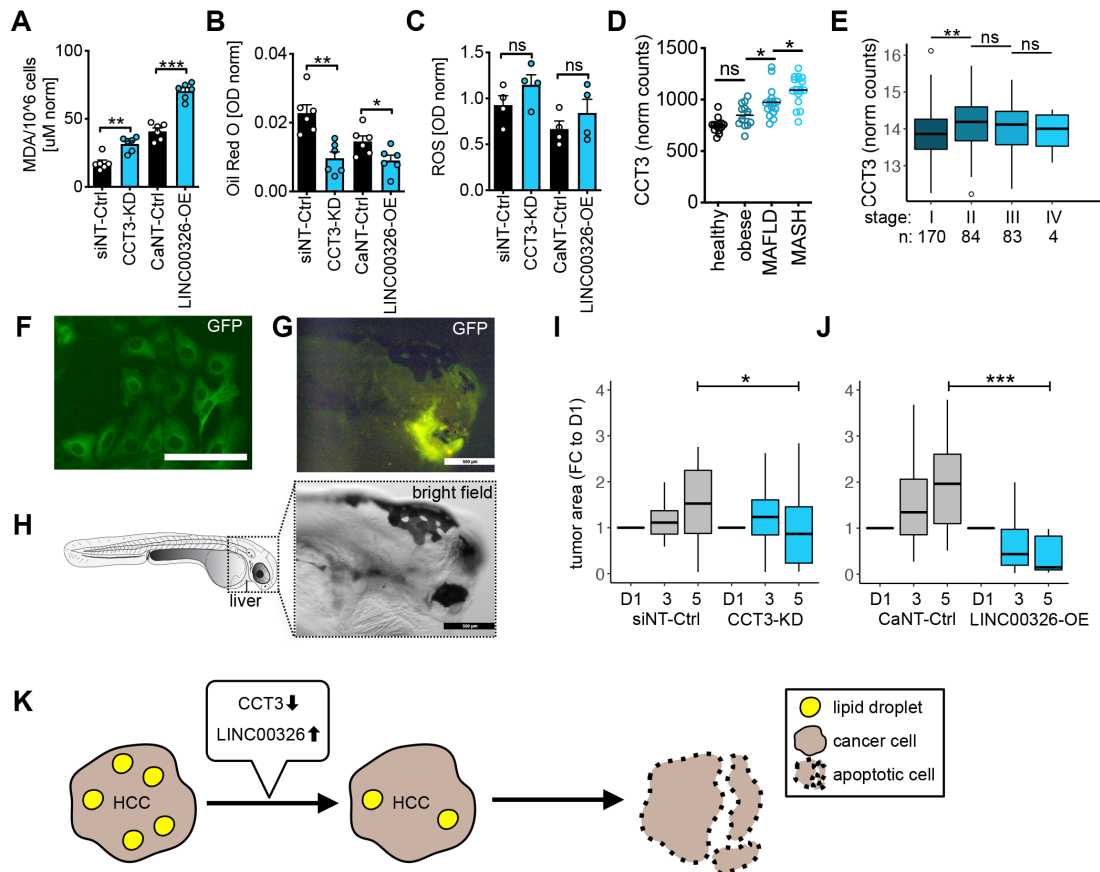 A
MDA/10^6 cells
[uM norm]
100
50
0
**
***
siNT-Ctrl
CCT3-KD
CaNT-Ctrl
LINC00326-OE
B
Oil Red O [OD norm]
0.04
0.02
0.00
**
*
siNT-Ctrl
CCT3-KD
CaNT-Ctrl
LINC00326-OE
C
ROS [OD norm]
1.5
1.0
0.5
0.0
ns
ns
siNT-Ctrl
CCT3-KD
CaNT-Ctrl
LINC00326-OE
D
CCT3 (norm counts)
1500
1000
500
0
ns
*
*
healthy
obese
MAFLD
MASH
E
CCT3 (norm counts)
16
15
14
13
**
ns
ns
stage: I II III IV
n: 170 84 83 4
F
GFP
G
GFP
500 µm
H
liver
bright field
I
tumor area (FC to D1)
4
3
2
1
0
*
D1 3 5 D1 3 5
siNT-Ctrl CCT3-KD
J
4
3
2
1
0
***
D1 3 5 D1 3 5
CaNT-Ctrl LINC00326-OE
K
CCT3
LINC00326
HCC
HCC
lipid droplet
cancer cell
apoptotic cell